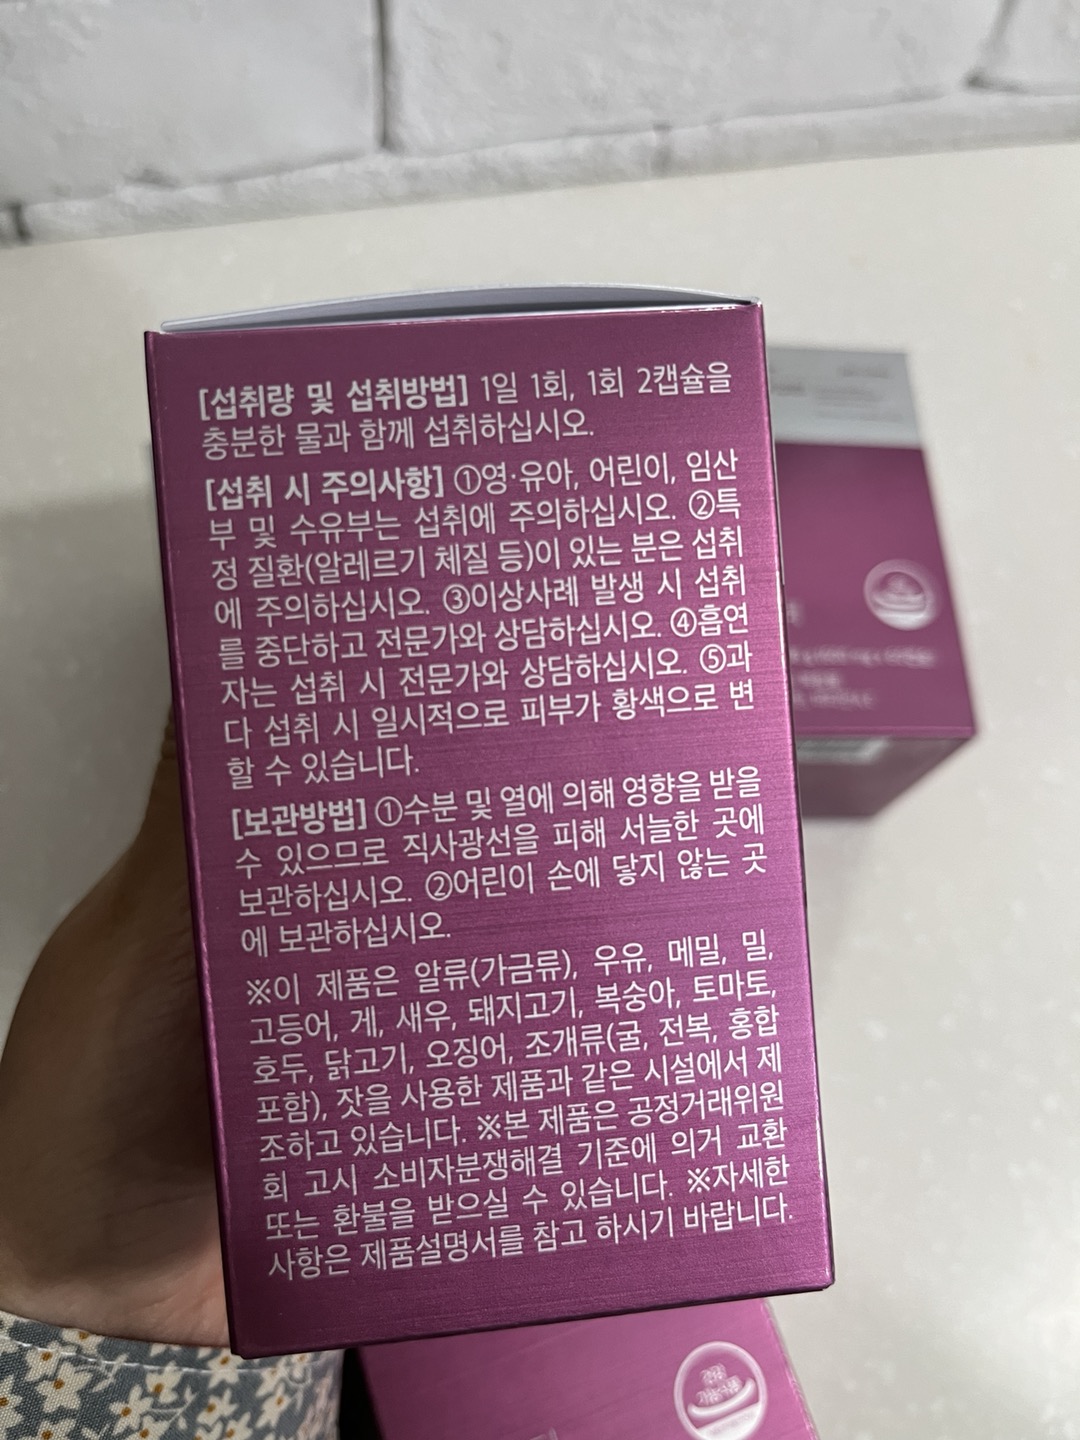 [섭취량 및 섭취방법] 1일 1회, 1회 2캡슐을
충분한 물과 함께 섭취하십시오.
[섭취 시 주의사항] ①영·유아, 어린이, 임산
부 및 수유부는 섭취에 주의하십시오. ②특
정 질환(알레르기 체질 등)이 있는 분은 섭취
에 주의하십시오. ③이상사례 발생 시 섭취
를 중단하고 전문가와 상담하십시오. ④흡연
자는 섭취 시 전문가와 상담하십시오. ⑤과
다 섭취 시 일시적으로 피부가 황색으로 변
할 수 있습니다.
[보관방법] ①수분 및 열에 의해 영향을 받을
수 있으므로 직사광선을 피해 서늘한 곳에
보관하십시오. ②어린이 손에 닿지 않는 곳
에 보관하십시오.
※이 제품은 알류(가금류), 우유, 메밀, 밀,
고등어, 게, 새우, 돼지고기, 복숭아, 토마토,
호두, 닭고기, 오징어, 조개류(굴, 전복, 홍합
포함), 잣을 사용한 제품과 같은 시설에서 제
조하고 있습니다. ※본 제품은 공정거래위원
회 고시 소비자분쟁해결 기준에 의거 교환
또는 환불을 받으실 수 있습니다. ※자세한
사항은 제품설명서를 참고 하시기 바랍니다.
건강
기능식품